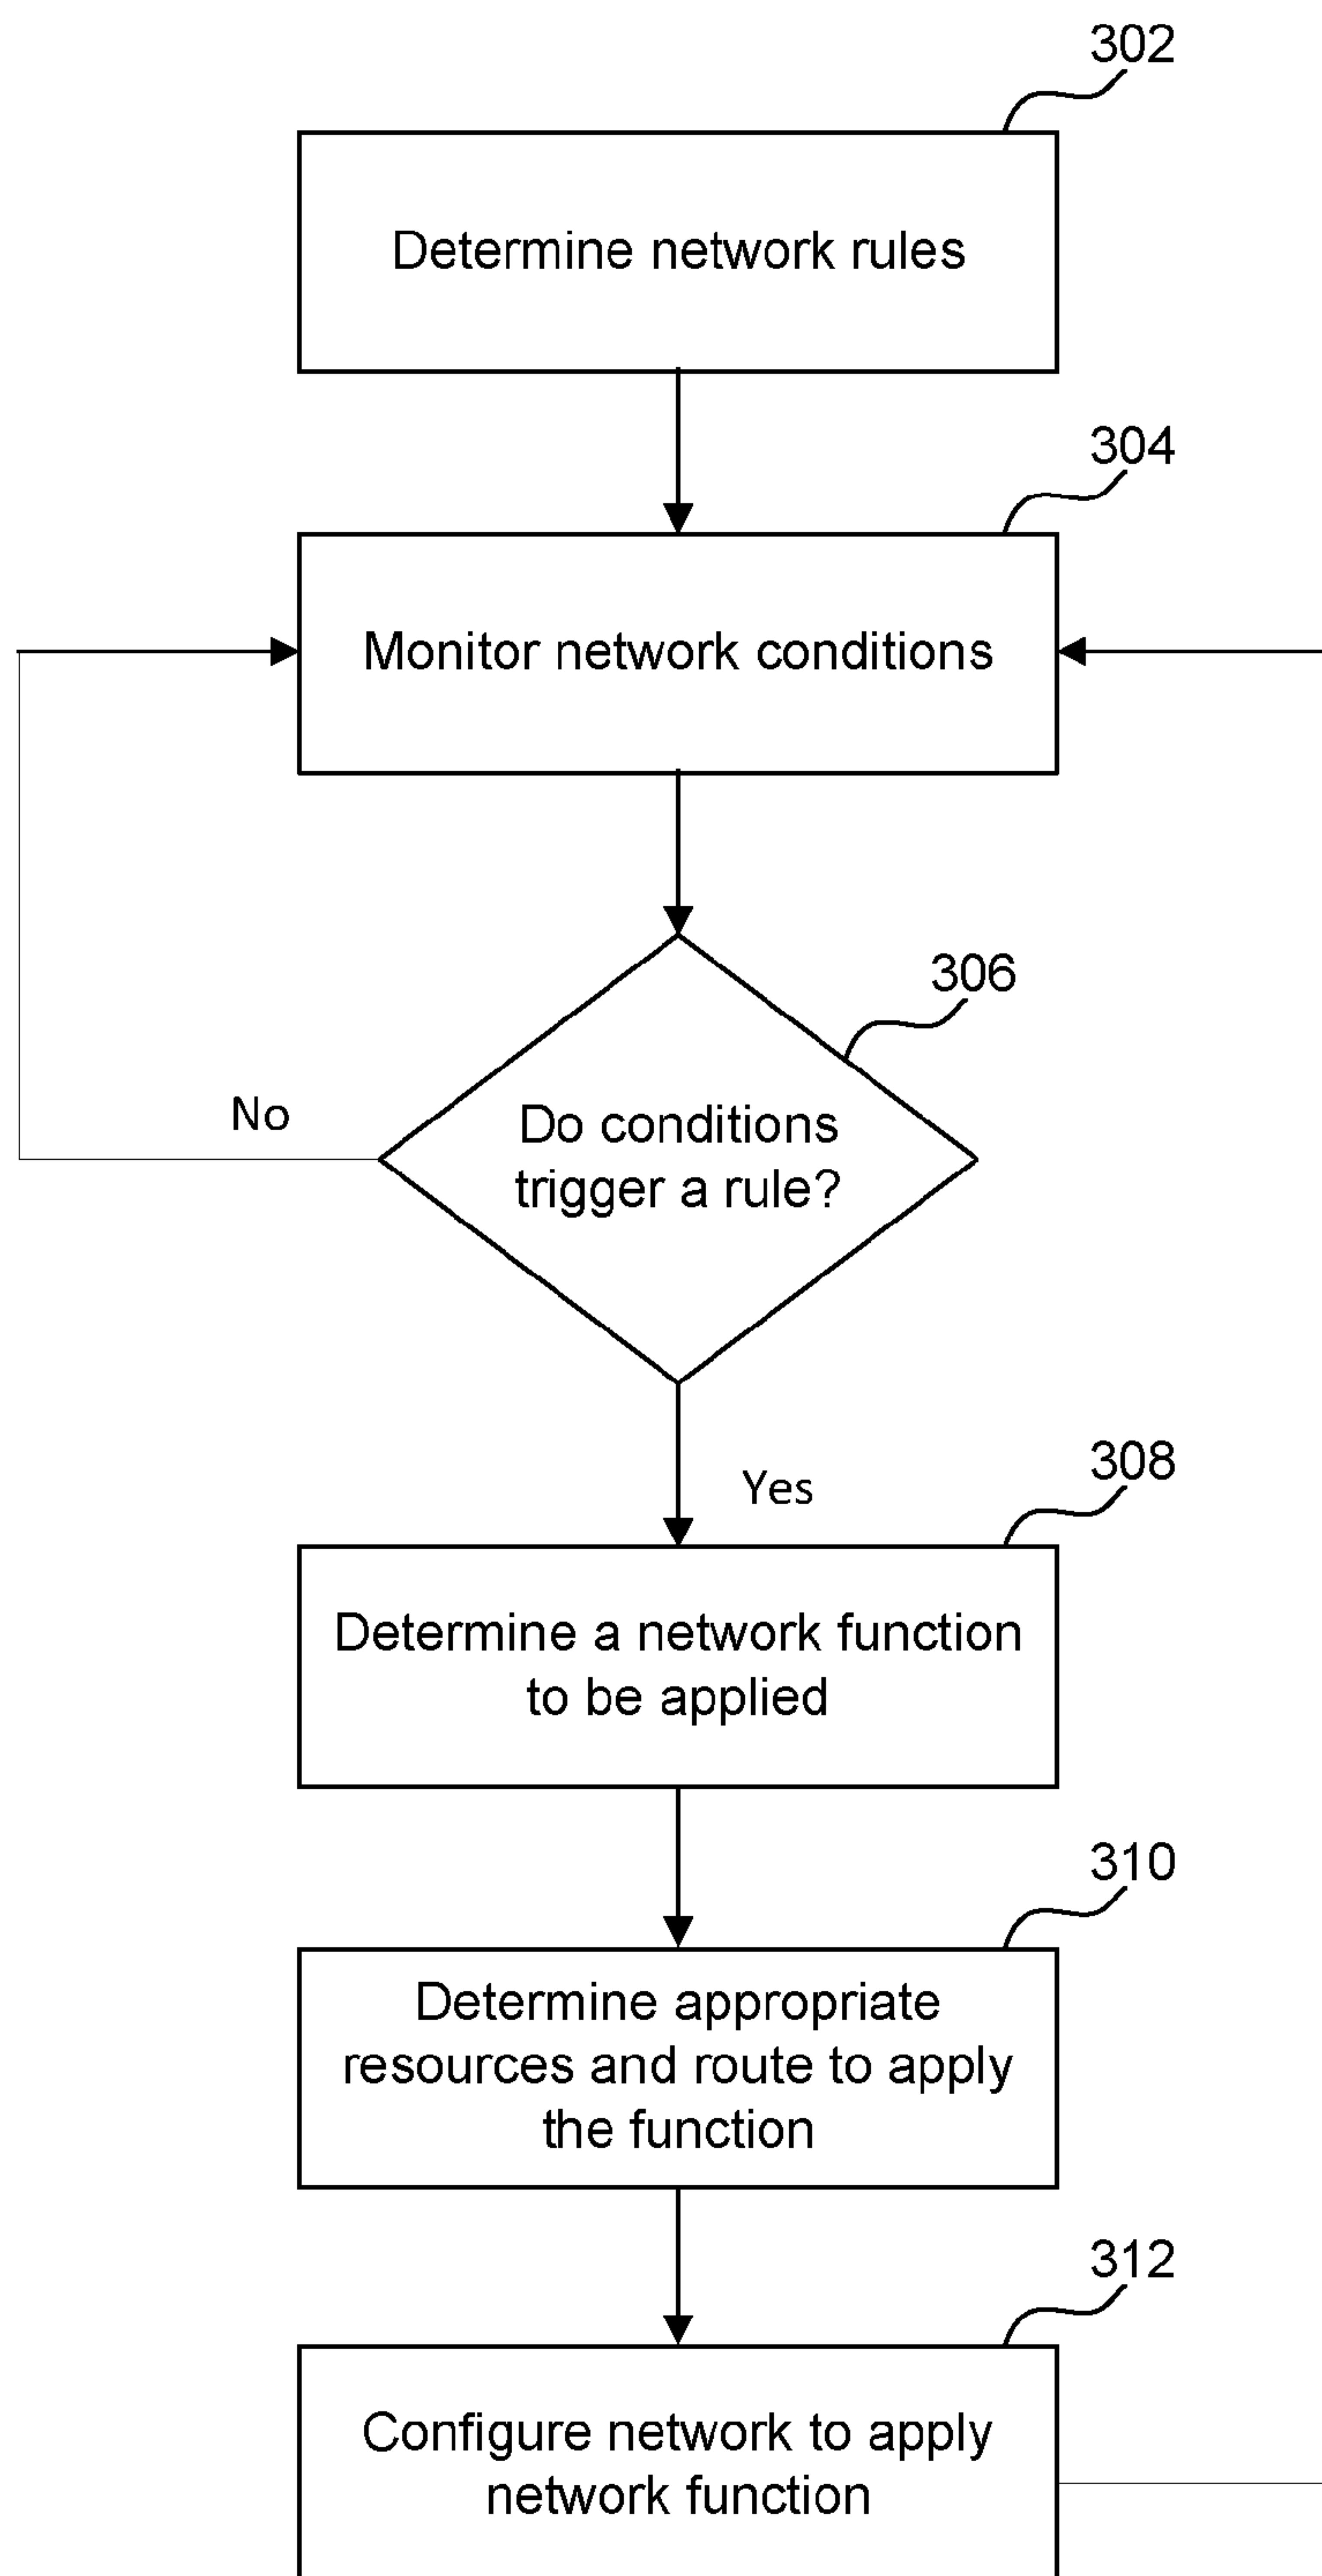 302
Determine network rules
304
Monitor network conditions
306
Do conditions
trigger a rule?
No
Yes
308
Determine a network function
to be applied
310
Determine appropriate
resources and route to apply
the function
312
Configure network to apply
network function